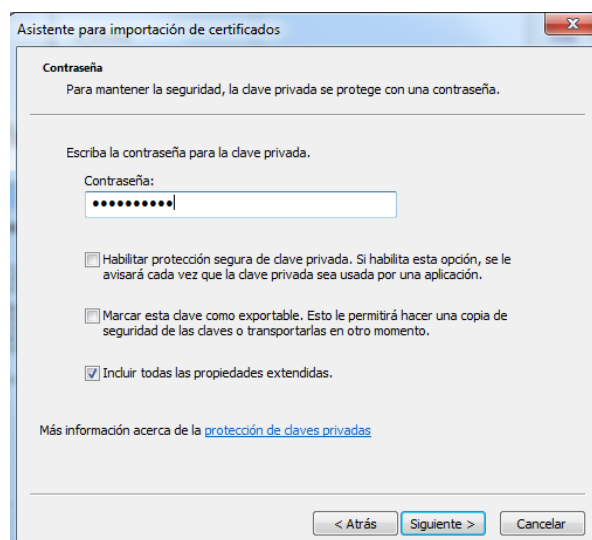 Asistente para importación de certificados
Contraseña
Para mantener la seguridad, la clave privada se protege con una contraseña.
Escriba la contraseña para la clave privada.
Contraseña:
••••••••••
Habilitar protección segura de clave privada. Si habilita esta opción, se le
avisará cada vez que la clave privada sea usada por una aplicación.
Marcar esta clave como exportable. Esto le permitirá hacer una copia de
seguridad de las claves o transportarlas en otro momento.
Incluir todas las propiedades extendidas.
Más información acerca de la protección de claves privadas
< Atrás Siguiente > Cancelar